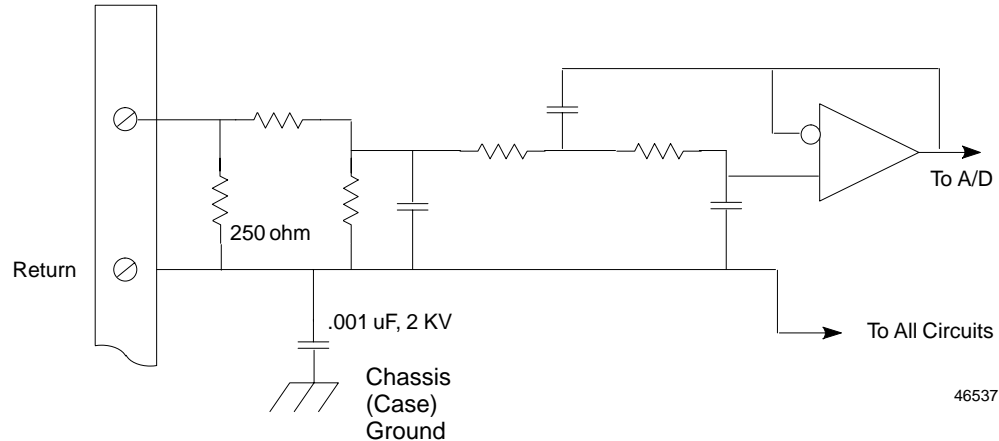 To A/D
250 ohm
Return
.001 uF, 2 KV
To All Circuits
Chassis
(Case)
Ground
46537